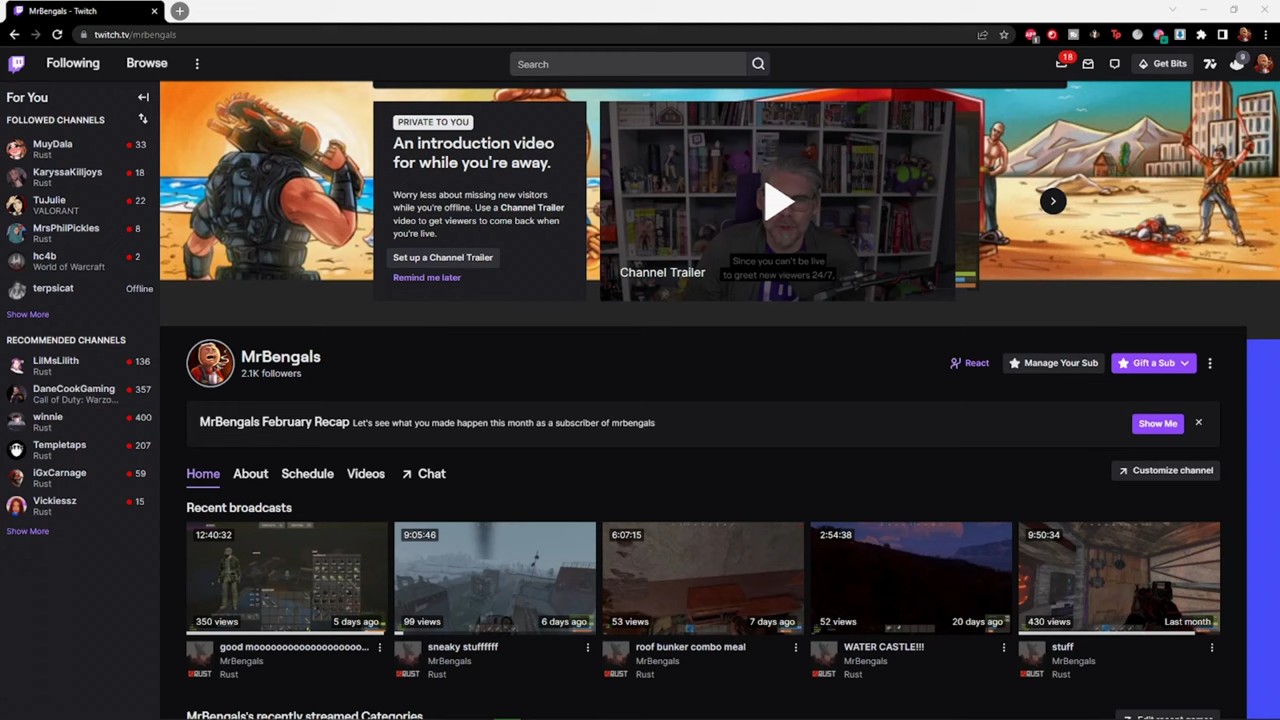 MrBengals - Twitch
twitch.tv/mrbengals
Following
Browse
Search
18
Get Bits
8
For You
FOLLOWED CHANNELS
MuyDala
33
Rust
KaryssaKilljoys
18
Rust
TuJulie
22
VALORANT
MrsPhilPickles
8
Rust
hc4b
2
World of Warcraft
terpsicat
Offline
Show More
RECOMMENDED CHANNELS
LilMsLilith
136
Rust
DaneCookGaming
357
Call of Duty: Warzo...
winnie
400
Rust
Templetaps
207
Rust
iGxCarnage
59
Rust
Vickiessz
15
Rust
Show More
PRIVATE TO YOU
An introduction video
for while you're away.
Worry less about missing new visitors
while you're offline. Use a Channel Trailer
video to get viewers to come back when
you're live.
Set up a Channel Trailer
Remind me later
Channel Trailer
Since you can't be live
to greet new viewers 24/7,
MrBengals
2.1K followers
React
Manage Your Sub
Gift a Sub
MrBengals February Recap Let's see what you made happen this month as a subscriber of mrbengals
Show Me
Home
About
Schedule
Videos
Chat
Customize channel
Recent broadcasts
12:40:32
350 views
5 days ago
good mooooooooooooooooooo...
MrBengals
Rust
9:05:46
99 views
6 days ago
sneaky stuffffff
MrBengals
Rust
6:07:15
53 views
7 days ago
roof bunker combo meal
MrBengals
Rust
2:54:38
52 views
20 days ago
WATER CASTLE!!!
MrBengals
Rust
9:50:34
430 views
Last month
stuff
MrBengals
Rust
MrBengals's recently streamed Categories
Edit recent games